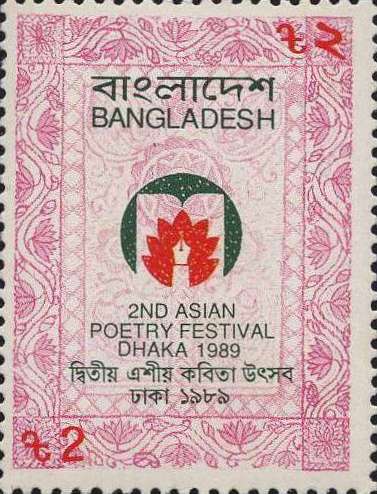 ৳ ২
বাংলাদেশ
BANGLADESH
2ND ASIAN
POETRY FESTIVAL
DHAKA 1989
দ্বিতীয় এশীয় কবিতা উৎসব
ঢাকা ১৯৮৯
৳ 2